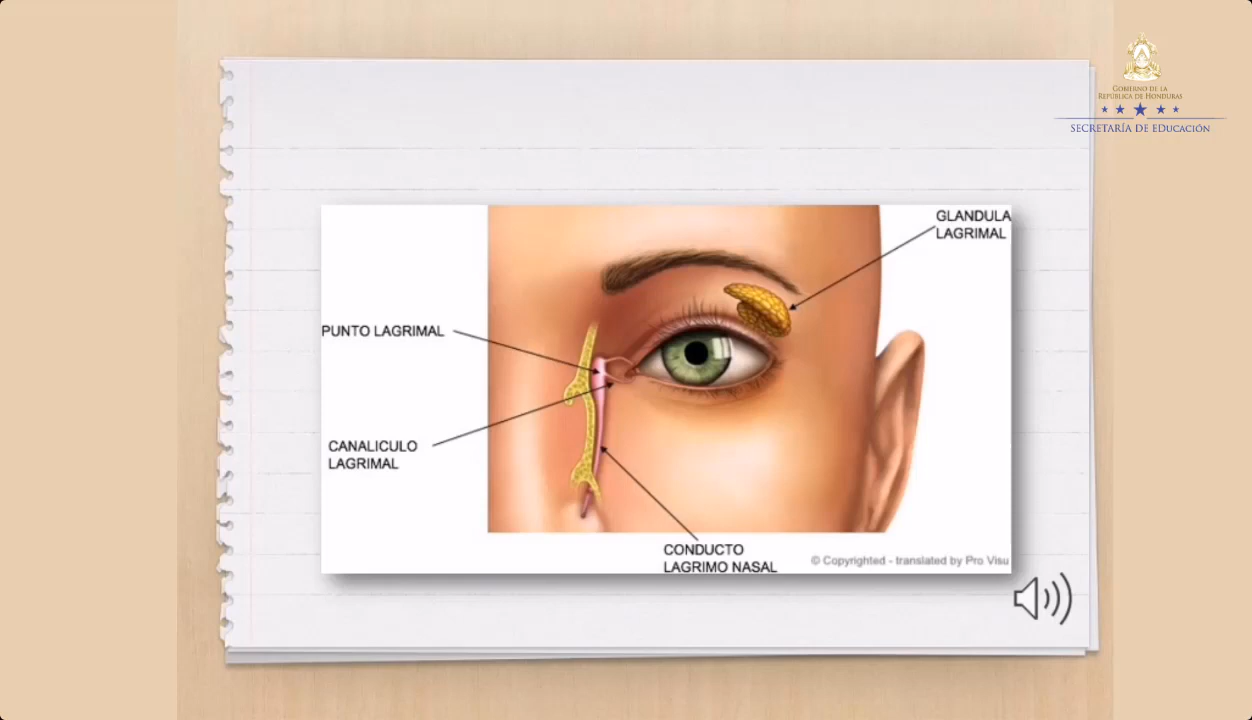 GOBIERNO DE LA
REPÚBLICA DE HONDURAS
SECRETARÍA DE EDUCACIÓN
GLANDULA
LAGRIMAL
PUNTO LAGRIMAL
CANALICULO
LAGRIMAL
CONDUCTO
LAGRIMO NASAL
© Copyrighted - translated by Pro Visu